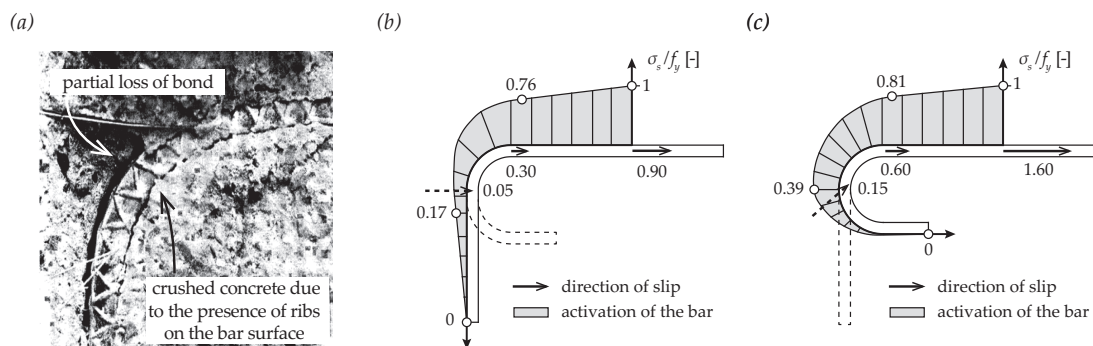 (a)
partial loss of bond
crushed concrete due
to the presence of ribs
on the bar surface
(b)
σs/fy [-]
1
0.76
0.30
0.90
0.05
0.17
0
direction of slip
activation of the bar
(c)
σs/fy [-]
1
0.81
0.60
1.60
0.15
0.39
0
direction of slip
activation of the bar